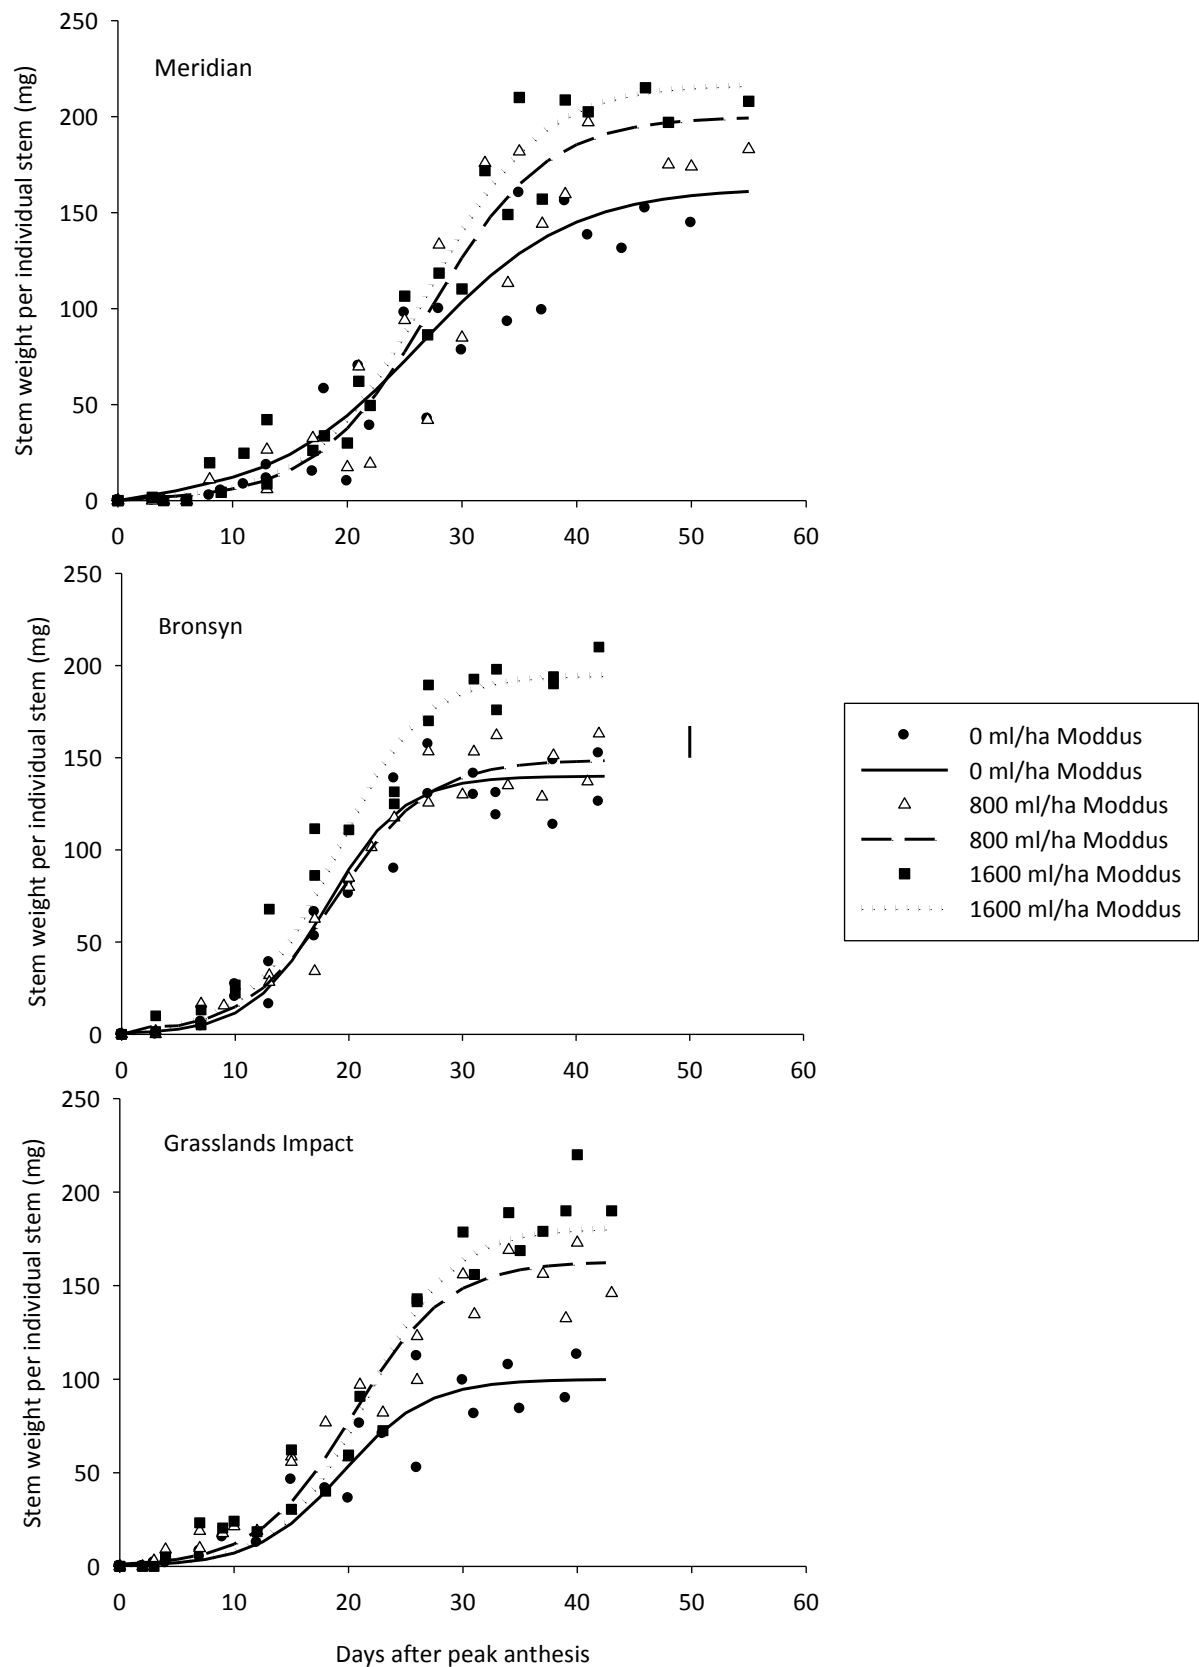 250
200
150
100
50
0
Stem weight per individual stem (mg)
Meridian
0 10 20 30 40 50 60
250
200
150
100
50
0
Stem weight per individual stem (mg)
Bronsyn
0 10 20 30 40 50 60
0 ml/ha Moddus
0 ml/ha Moddus
800 ml/ha Moddus
800 ml/ha Moddus
1600 ml/ha Moddus
1600 ml/ha Moddus
250
200
150
100
50
0
Stem weight per individual stem (mg)
Grasslands Impact
0 10 20 30 40 50 60
Days after peak anthesis